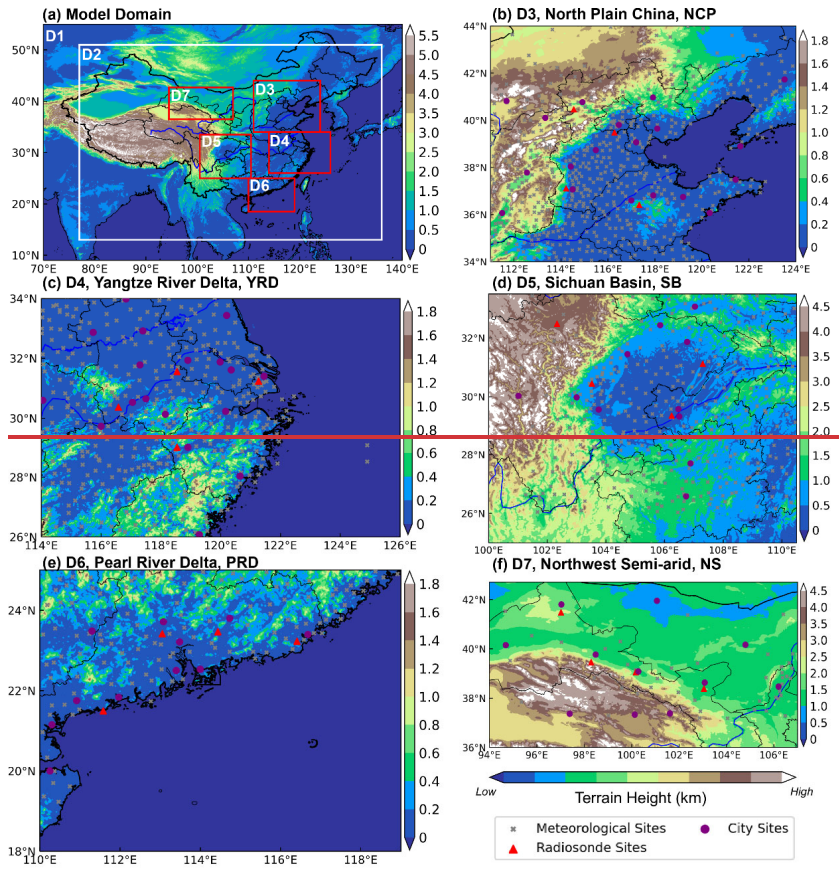 (a) Model Domain
D1
D2
D7
D3
D5
D4
D6
50°N
40°N
30°N
20°N
10°N
70°E 80°E 90°E 100°E 110°E 120°E 130°E 140°E
5.5
5.0
4.5
4.0
3.5
3.0
2.5
2.0
1.5
1.0
0.5
0
(b) D3, North Plain China, NCP
44°N
42°N
40°N
38°N
36°N
34°N
112°E 114°E 116°E 118°E 120°E 122°E 124°E
1.8
1.6
1.4
1.2
1.0
0.8
0.6
0.4
0.2
0
(c) D4, Yangtze River Delta, YRD
34°N
32°N
30°N
28°N
26°N
114°E 116°E 118°E 120°E 122°E 124°E 126°E
1.8
1.6
1.4
1.2
1.0
0.8
0.6
0.4
0.2
0
(d) D5, Sichuan Basin, SB
32°N
30°N
28°N
26°N
100°E 102°E 104°E 106°E 108°E 110°E
4.5
4.0
3.5
3.0
2.5
2.0
1.5
1.0
0.5
0
(e) D6, Pearl River Delta, PRD
24°N
22°N
20°N
18°N
110°E 112°E 114°E 116°E 118°E
1.8
1.6
1.4
1.2
1.0
0.8
0.6
0.4
0.2
0
(f) D7, Northwest Semi-arid, NS
42°N
40°N
38°N
36°N
94°E 96°E 98°E 100°E 102°E 104°E 106°E
4.5
4.0
3.5
3.0
2.5
2.0
1.5
1.0
0.5
0
Low Terrain Height (km) High
Meteorological Sites City Sites
Radiosonde Sites